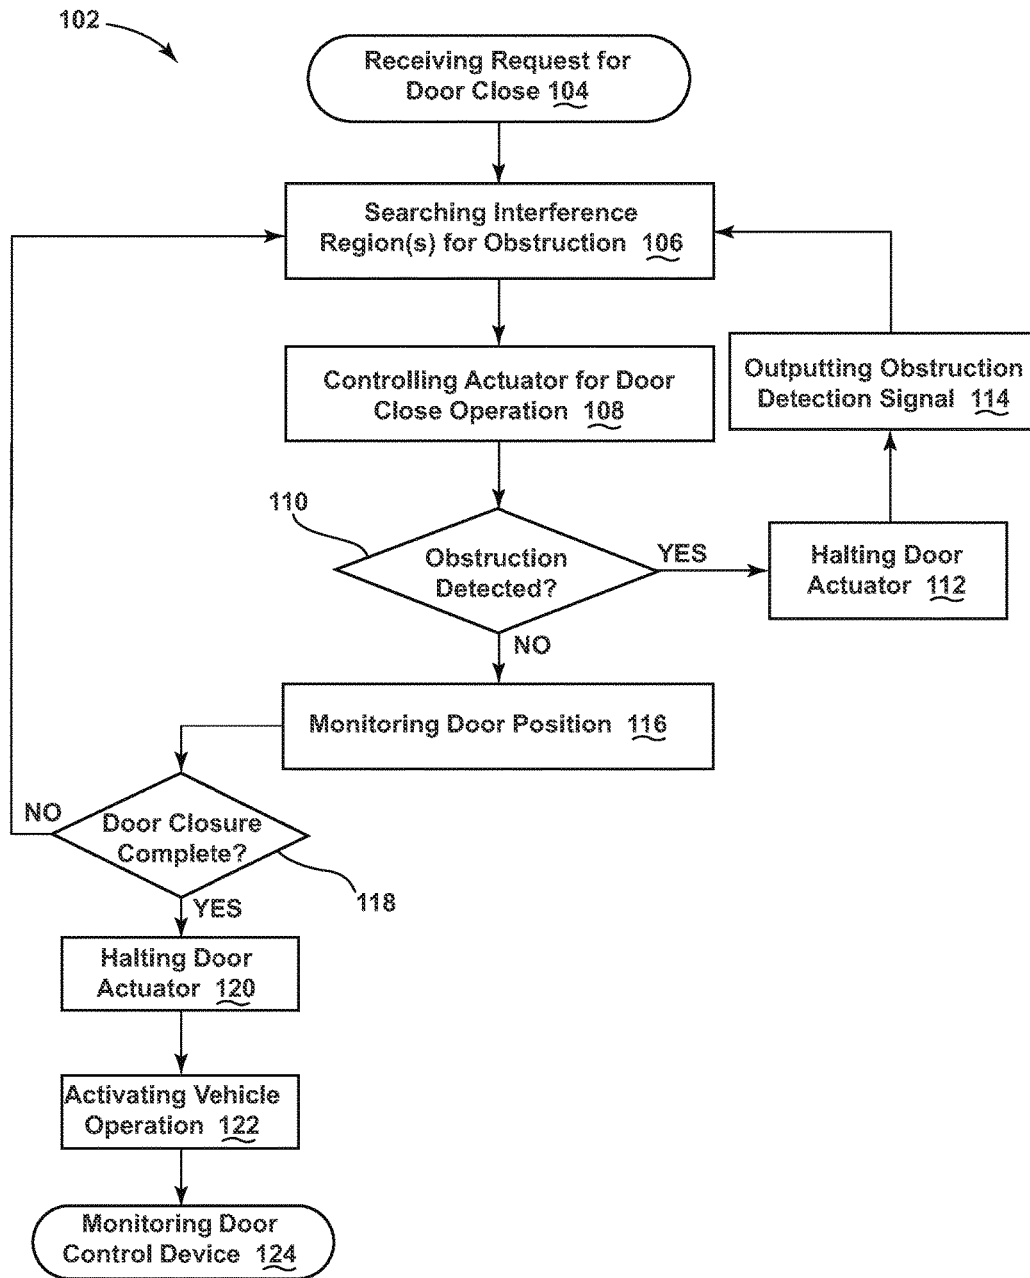 102
Receiving Request for
Door Close 104
Searching Interference
Region(s) for Obstruction 106
Controlling Actuator for Door
Close Operation 108
Outputting Obstruction
Detection Signal 114
110
Obstruction
Detected?
YES
Halting Door
Actuator 112
NO
Monitoring Door Position 116
NO
Door Closure
Complete?
118
YES
Halting Door
Actuator 120
Activating Vehicle
Operation 122
Monitoring Door
Control Device 124